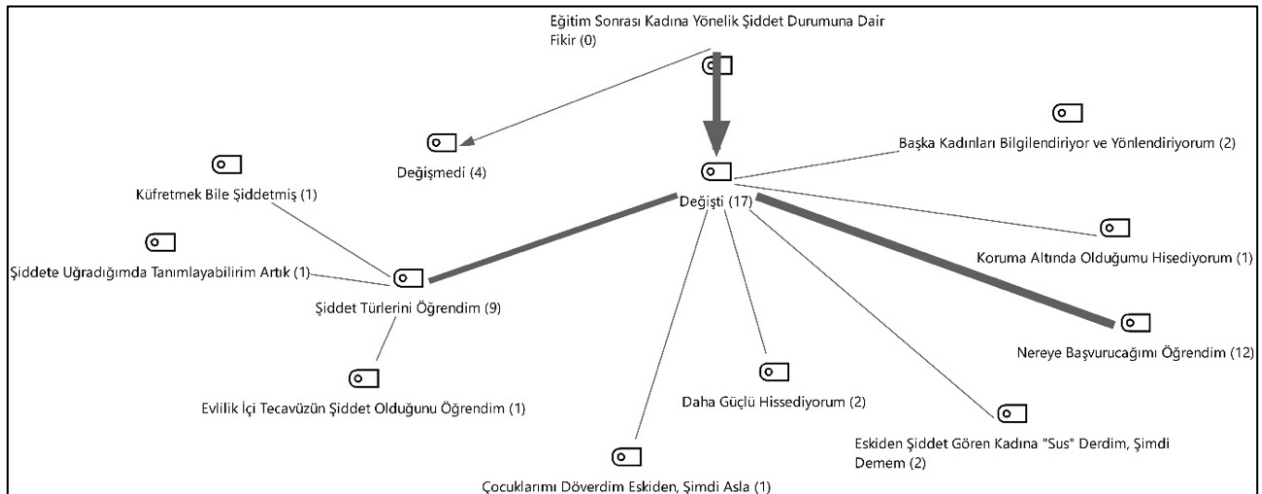 Eğitim Sonrası Kadına Yönelik Şiddet Durumuna Dair
Fikir (0)
Değişmedi (4)
Başka Kadınları Bilgilendiriyor ve Yönlendiriyorum (2)
Küfretmek Bile Şiddetmiş (1)
Değişti (17)
Şiddete Uğradığımda Tanımlayabilirim Artık (1)
Koruma Altında Olduğumu Hisediyorum (1)
Şiddet Türlerini Öğrendim (9)
Nereye Başvurucağımı Öğrendim (12)
Evlilik İçi Tecavüzün Şiddet Olduğunu Öğrendim (1)
Daha Güçlü Hissediyorum (2)
Eskiden Şiddet Gören Kadına "Sus" Derdim, Şimdi
Demem (2)
Çocuklarımı Döverdim Eskiden, Şimdi Asla (1)